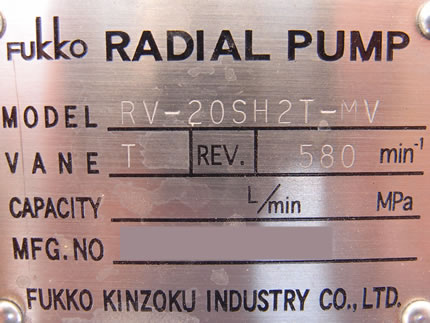 Fukko RADIAL PUMP
MODEL RV-20SH2T-MV
VANE T REV. 580 min⁻¹
CAPACITY L/min MPa
MFG.NO
FUKKO KINZOKU INDUSTRY CO., LTD.